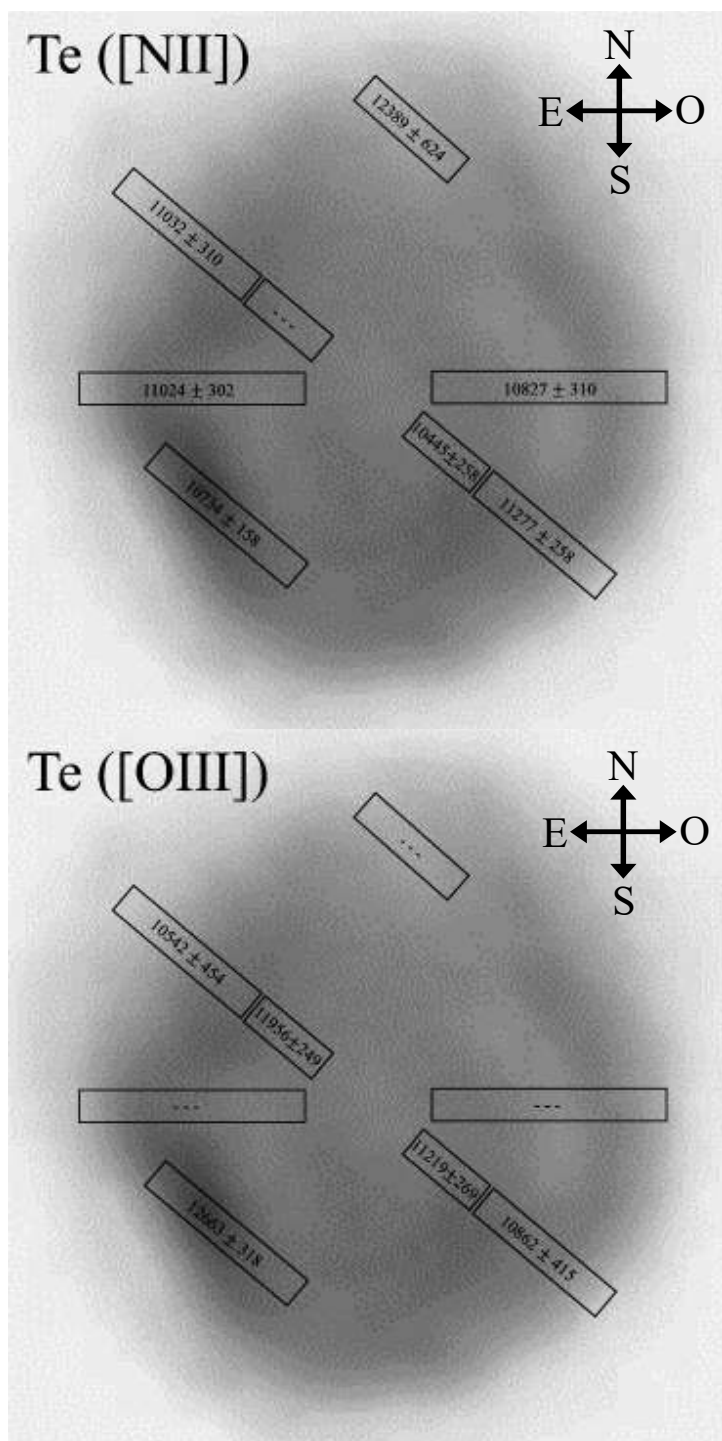 Te ([NII])
N
E O
S
12389 ± 624
11032 ± 310
---
11024 ± 302
10827 ± 310
10445±258
11277 ± 258
10734 ± 158
Te ([OIII])
N
E O
S
---
10542 ± 454
11956±249
---
---
11219±269
10862 ± 415
12663 ± 318